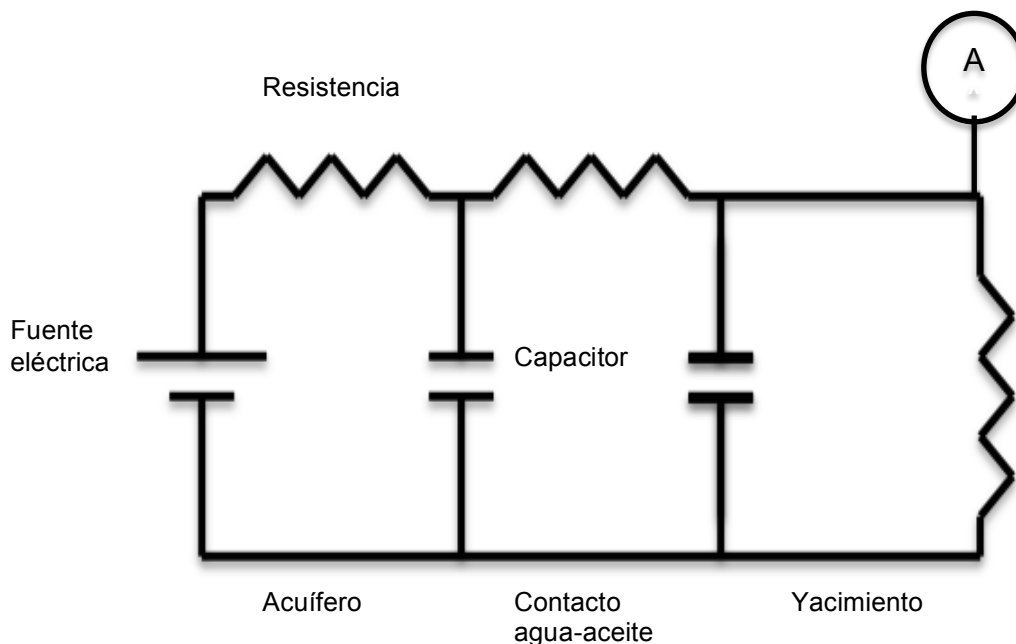 A
Resistencia
Fuente
eléctrica
Capacitor
Acuífero
Contacto
agua-aceite
Yacimiento